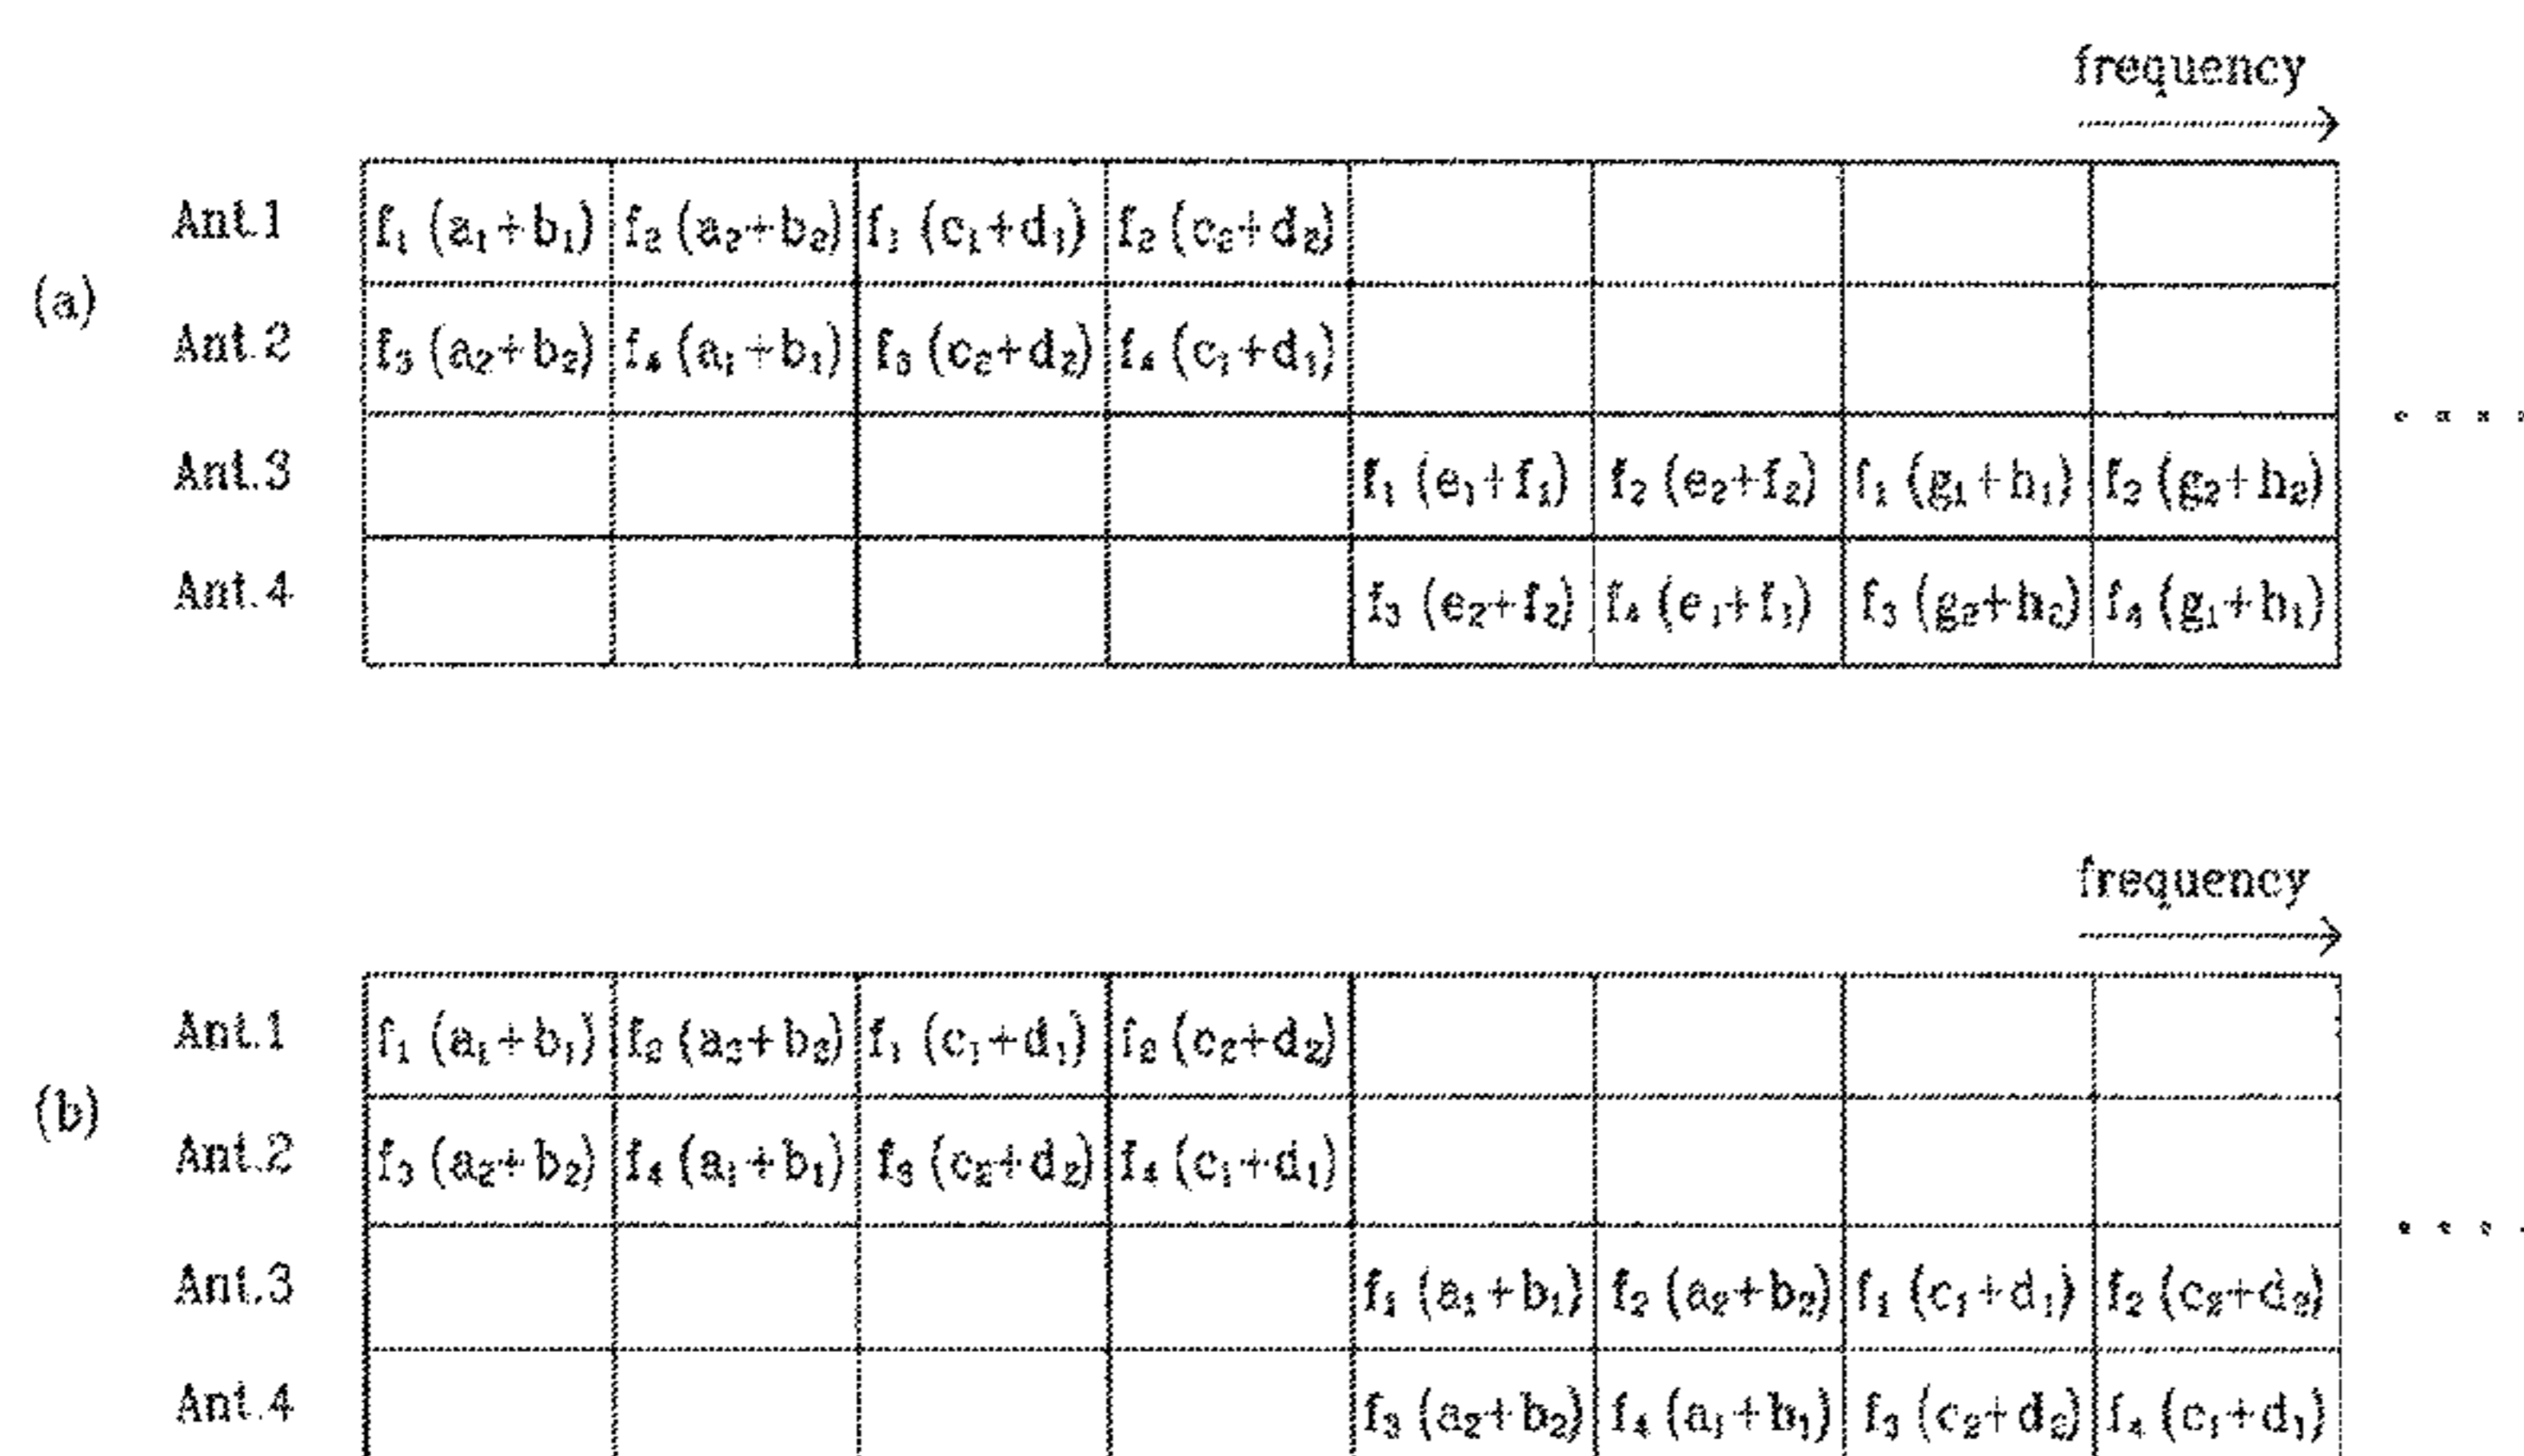 frequency
Ant.1 f₁ (a₁+b₁) f₂ (a₂+b₂) f₁ (c₁+d₁) f₂ (c₂+d₂)
(a)
Ant.2 f₃ (a₂+b₂) f₄ (a₁+b₁) f₃ (c₂+d₂) f₄ (c₁+d₁)
Ant.3 f₁ (e₁+f₁) f₂ (e₂+f₂) f₁ (g₁+h₁) f₂ (g₂+h₂)
Ant.4 f₃ (e₂+f₂) f₄ (e₁+f₁) f₃ (g₂+h₂) f₄ (g₁+h₁)
frequency
Ant.1 f₁ (a₁+b₁) f₂ (a₂+b₂) f₁ (c₁+d₁) f₂ (c₂+d₂)
(b)
Ant.2 f₃ (a₂+b₂) f₄ (a₁+b₁) f₃ (c₂+d₂) f₄ (c₁+d₁)
Ant.3 f₁ (a₁+b₁) f₂ (a₂+b₂) f₁ (c₁+d₁) f₂ (c₂+d₂)
Ant.4 f₃ (a₂+b₂) f₄ (a₁+b₁) f₃ (c₂+d₂) f₄ (c₁+d₁)